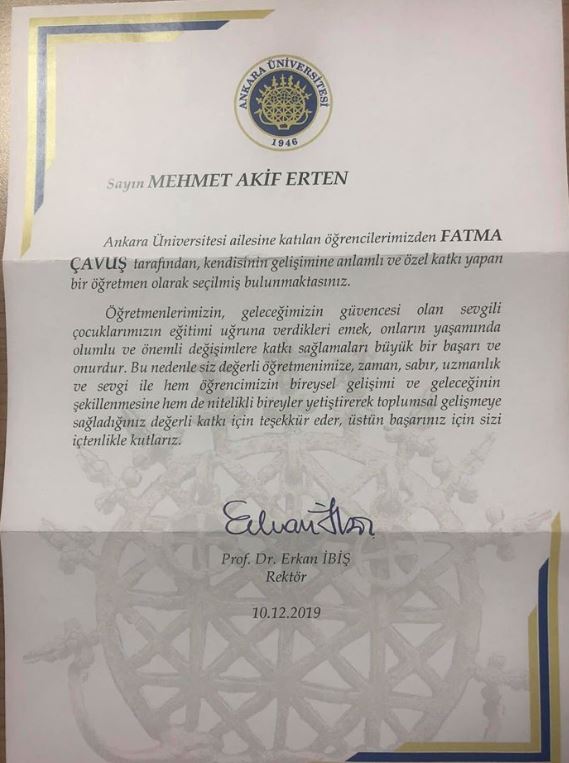 ANKARA ÜNİVERSİTESİ
1946
Sayın MEHMET AKİF ERTEN
Ankara Üniversitesi ailesine katılan öğrencilerimizden FATMA
ÇAVUŞ tarafından, kendisinin gelişimine anlamlı ve özel katkı yapan
bir öğretmen olarak seçilmiş bulunmaktasınız.
Öğretmenlerimizin, geleceğimizin güvencesi olan sevgili
çocuklarımızın eğitimi uğruna verdikleri emek, onların yaşamında
olumlu ve önemli değişimlere katkı sağlamaları büyük bir başarı ve
onurdur. Bu nedenle siz değerli öğretmenimize, zaman, sabır, uzmanlık
ve sevgi ile hem öğrencimizin bireysel gelişimi ve geleceğinin
şekillenmesine hem de nitelikli bireyler yetiştirerek toplumsal gelişmeye
sağladığınız değerli katkı için teşekkür eder, üstün başarınız için sizi
içtenlikle kutlarız.
Erkan İbiş
Prof. Dr. Erkan İBİŞ
Rektör
10.12.2019